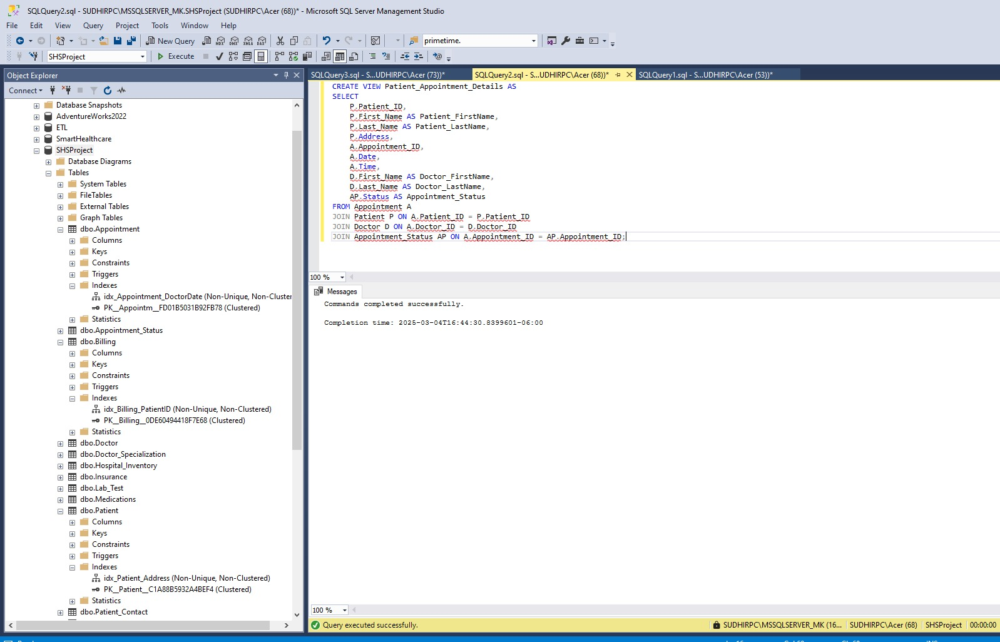 SQLQuery2.sql - SUDHIRPC\MSSQLSERVER_MK.SHSProject (SUDHIRPC\Acer (68))* - Microsoft SQL Server Management Studio
File Edit View Query Project Tools Window Help
New Query
MDX DMX XMLA DAX
primetime.
SHSProject
Execute
Object Explorer
Connect
Database Snapshots
AdventureWorks2022
ETL
SmartHealthcare
SHSProject
Database Diagrams
Tables
System Tables
FileTables
External Tables
Graph Tables
dbo.Appointment
Columns
Keys
Constraints
Triggers
Indexes
idx_Appointment_DoctorDate (Non-Unique, Non-Cluster
PK__Appointm__FD01B5031B92FB78 (Clustered)
Statistics
dbo.Appointment_Status
dbo.Billing
Columns
Keys
Constraints
Triggers
Indexes
idx_Billing_PatientID (Non-Unique, Non-Clustered)
PK__Billing__0DE60494418F7E68 (Clustered)
Statistics
dbo.Doctor
dbo.Doctor_Specialization
dbo.Hospital_Inventory
dbo.Insurance
dbo.Lab_Test
dbo.Medications
dbo.Patient
Columns
Keys
Constraints
Triggers
Indexes
idx_Patient_Address (Non-Unique, Non-Clustered)
PK__Patient__C1A88B5932A4BEF4 (Clustered)
Statistics
dbo.Patient_Contact
SQLQuery3.sql - S...UDHIRPC\Acer (73))* SQLQuery2.sql - S...UDHIRPC\Acer (68))* SQLQuery1.sql - S...UDHIRPC\Acer (53))*
CREATE VIEW Patient_Appointment_Details AS
SELECT
P.Patient_ID,
P.First_Name AS Patient_FirstName,
P.Last_Name AS Patient_LastName,
P.Address,
A.Appointment_ID,
A.Date,
A.Time,
D.First_Name AS Doctor_FirstName,
D.Last_Name AS Doctor_LastName,
AP.Status AS Appointment_Status
FROM Appointment A
JOIN Patient P ON A.Patient_ID = P.Patient_ID
JOIN Doctor D ON A.Doctor_ID = D.Doctor_ID
JOIN Appointment_Status AP ON A.Appointment_ID = AP.Appointment_ID;
100 %
Messages
Commands completed successfully.
Completion time: 2025-03-04T16:44:30.8399601-06:00
100 %
Query executed successfully. SUDHIRPC\MSSQLSERVER_MK (16... SUDHIRPC\Acer (68) SHSProject 00:00:00